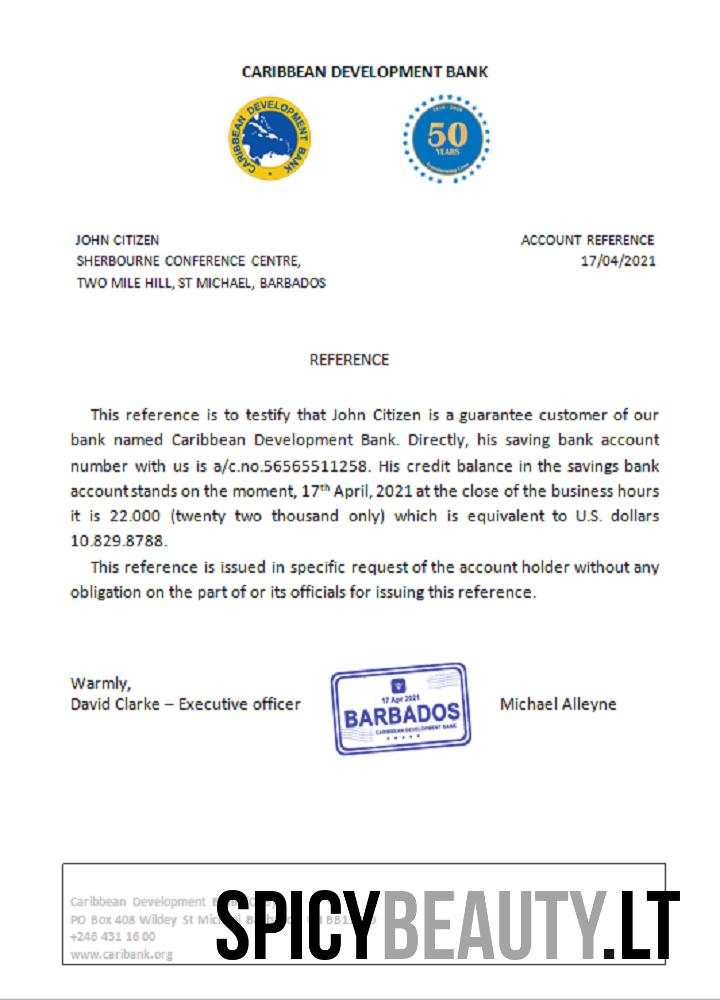 CARIBBEAN DEVELOPMENT BANK
CARIBBEAN DEVELOPMENT BANK
50
YEARS
JOHN CITIZEN
SHERBOURNE CONFERENCE CENTRE,
TWO MILE HILL, ST MICHAEL, BARBADOS
ACCOUNT REFERENCE
17/04/2021
REFERENCE
This reference is to testify that John Citizen is a guarantee customer of our
bank named Caribbean Development Bank. Directly, his saving bank account
number with us is a/c.no.56565511258. His credit balance in the savings bank
account stands on the moment, 17th April, 2021 at the close of the business hours
it is 22.000 (twenty two thousand only) which is equivalent to U.S. dollars
10.829.8788.
This reference is issued in specific request of the account holder without any
obligation on the part of or its officials for issuing this reference.
Warmly,
David Clarke – Executive officer
17 Apr 2021
BARBADOS
CARIBBEAN DEVELOPMENT BANK
Michael Alleyne
Caribbean Development
PO Box 408 Wildey St
+246 431 16 00
www.caribank.org
SPICYBEAUTY.LT